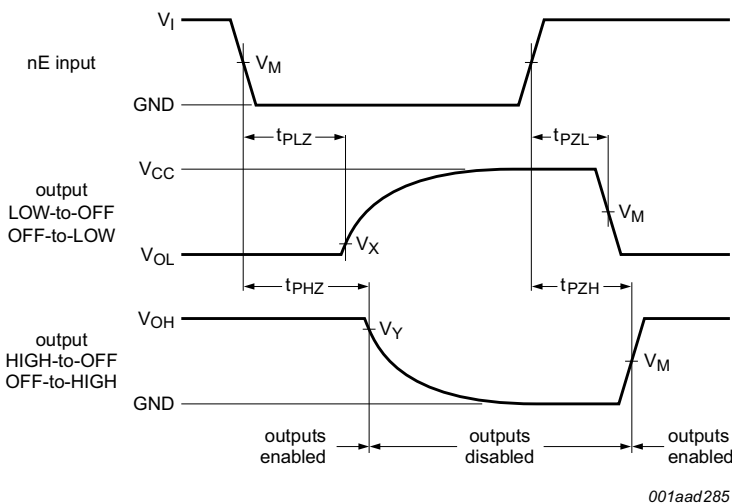 V_I
nE input
V_M
GND
t_PLZ
t_PZL
V_CC
output
LOW-to-OFF
OFF-to-LOW
V_M
V_X
V_OL
t_PHZ
t_PZH
V_OH
V_Y
output
HIGH-to-OFF
OFF-to-HIGH
V_M
GND
outputs
enabled
outputs
disabled
outputs
enabled
001aad285